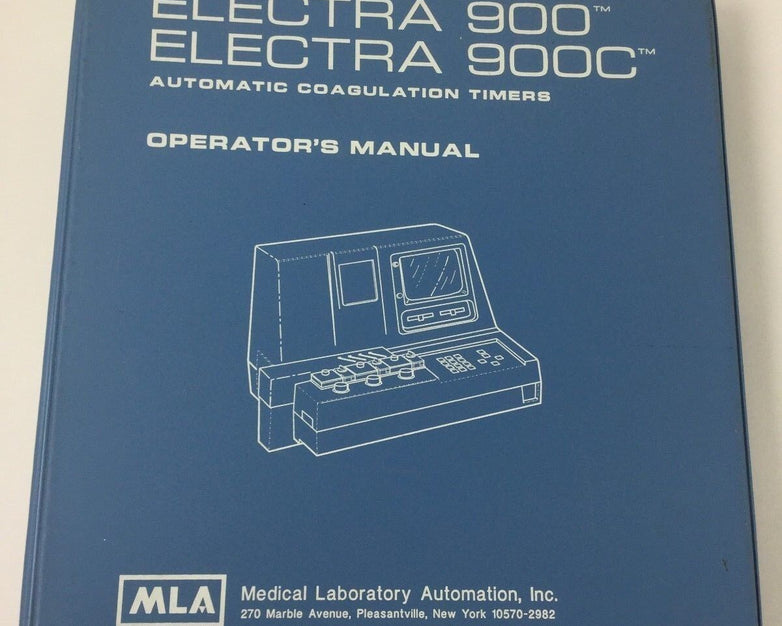 ELECTRA 900™
ELECTRA 900C™
AUTOMATIC COAGULATION TIMERS
OPERATOR'S MANUAL
MLA
Medical Laboratory Automation, Inc.
270 Marble Avenue, Pleasantville, New York 10570-2982